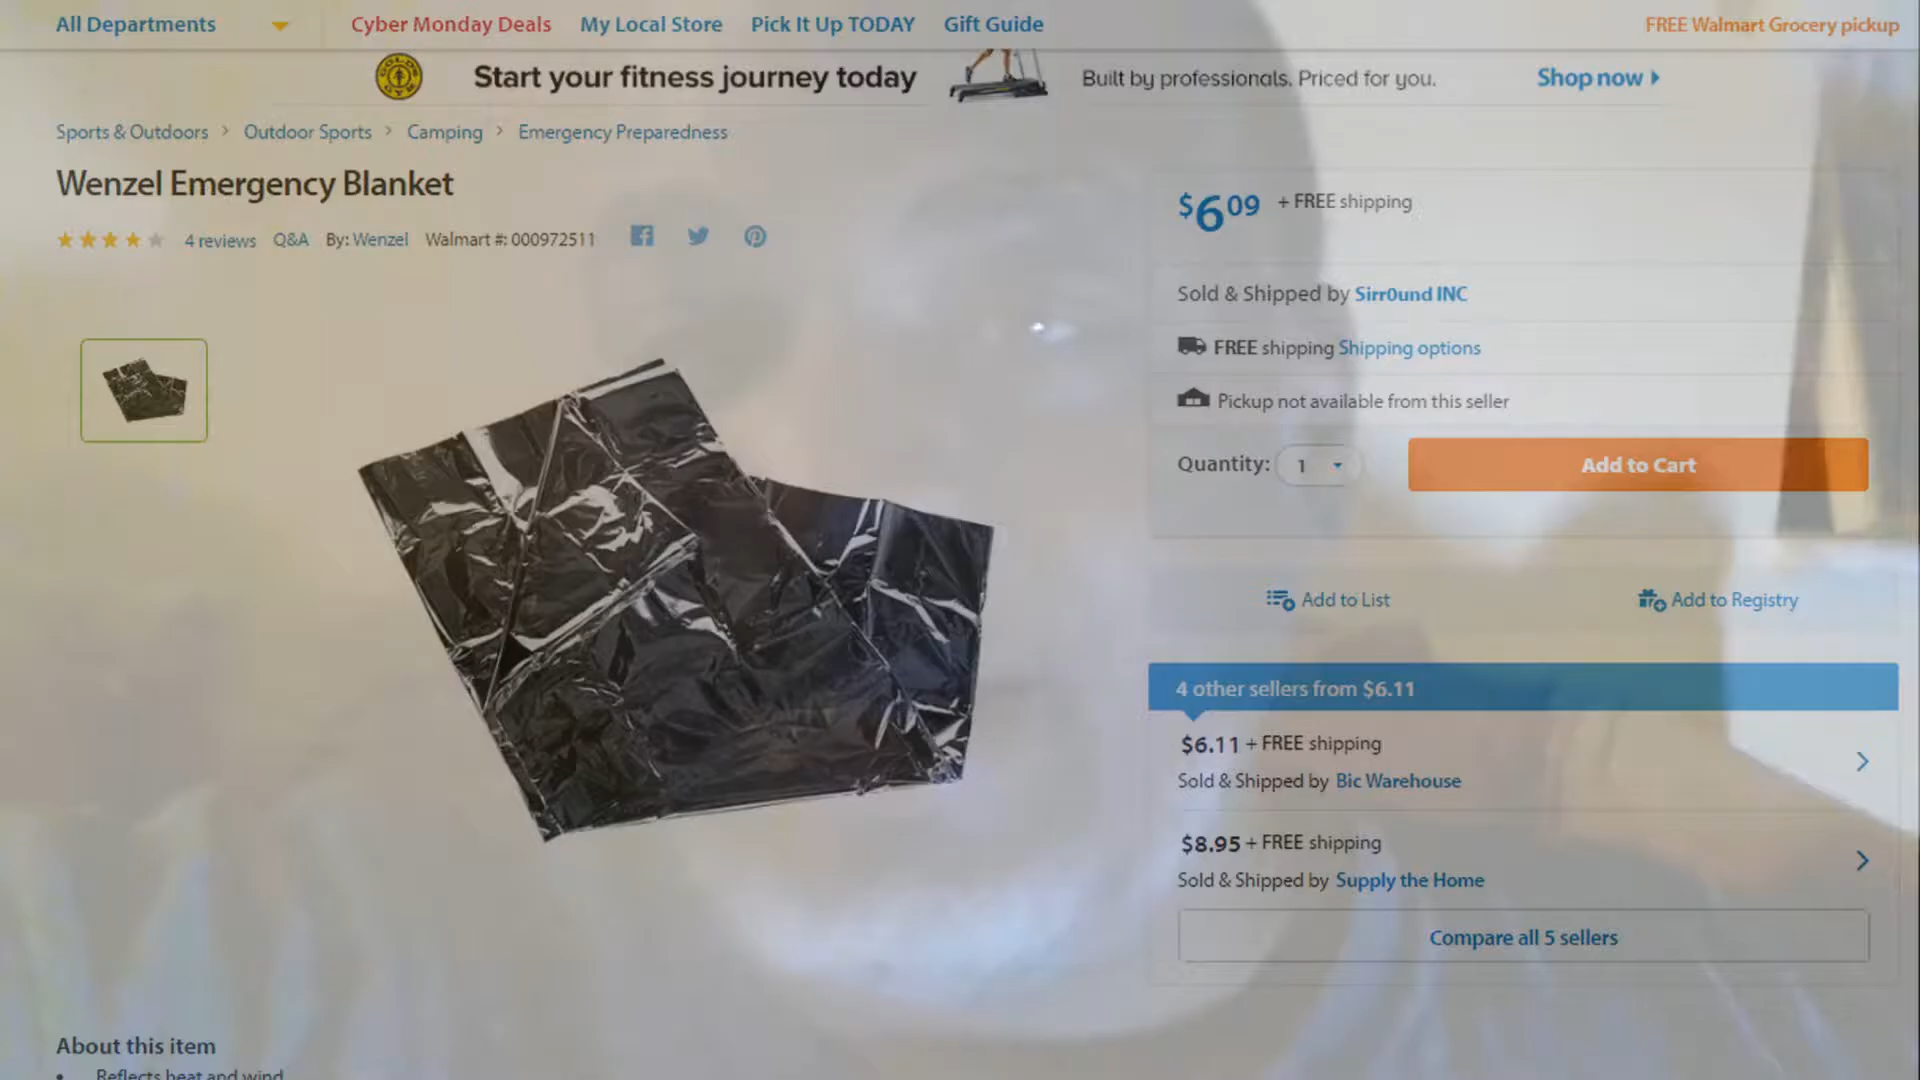 All Departments
Cyber Monday Deals
My Local Store
Pick It Up TODAY
Gift Guide
FREE Walmart Grocery pickup
GOLD'S GYM
Start your fitness journey today
Built by professionals. Priced for you.
Shop now
Sports & Outdoors > Outdoor Sports > Camping > Emergency Preparedness
Wenzel Emergency Blanket
4 reviews Q&A By: Wenzel Walmart #: 000972511
$6.09 + FREE shipping
Sold & Shipped by Sirr0und INC
FREE shipping Shipping options
Pickup not available from this seller
Quantity: 1
Add to Cart
Add to List
Add to Registry
4 other sellers from $6.11
$6.11 + FREE shipping
Sold & Shipped by Bic Warehouse
$8.95 + FREE shipping
Sold & Shipped by Supply the Home
Compare all 5 sellers
About this item
• Reflects heat and wind